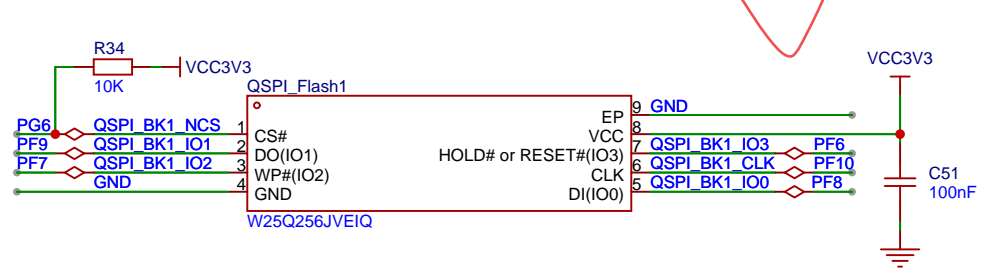 R34
VCC3V3
10K
VCC3V3
QSPI_Flash1
PG6 QSPI_BK1_NCS 1 CS# EP 9 GND
PF9 QSPI_BK1_IO1 2 DO(IO1) VCC 8
PF7 QSPI_BK1_IO2 3 WP#(IO2) HOLD# or RESET#(IO3) 7 QSPI_BK1_IO3 PF6
GND 4 GND CLK 6 QSPI_BK1_CLK PF10
DI(IO0) 5 QSPI_BK1_IO0 PF8
C51
100nF
W25Q256JVEIQ